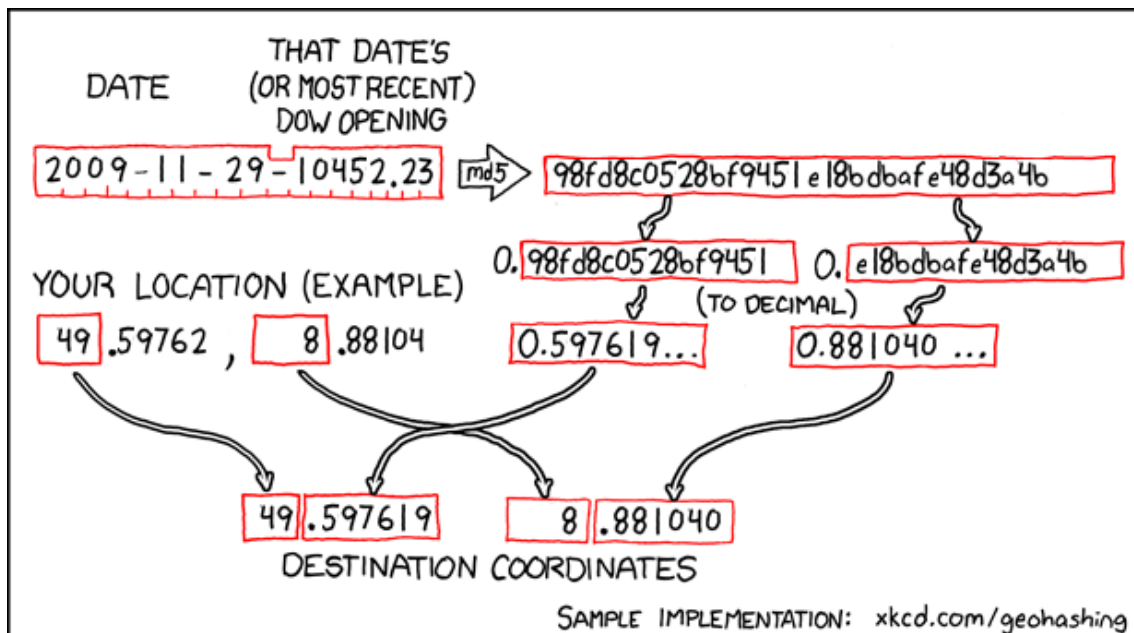 THAT DATE'S
DATE (OR MOST RECENT)
DOW OPENING
2009-11-29-10452.23 md5 98fd8c0528bf9451e18bdbafe48d3a4b
0.98fd8c0528bf9451 0.e18bdbafe48d3a4b
YOUR LOCATION (EXAMPLE) (TO DECIMAL)
49.59762, 8.88104 0.597619... 0.881040...
49.597619 8.881040
DESTINATION COORDINATES
SAMPLE IMPLEMENTATION: xkcd.com/geohashing